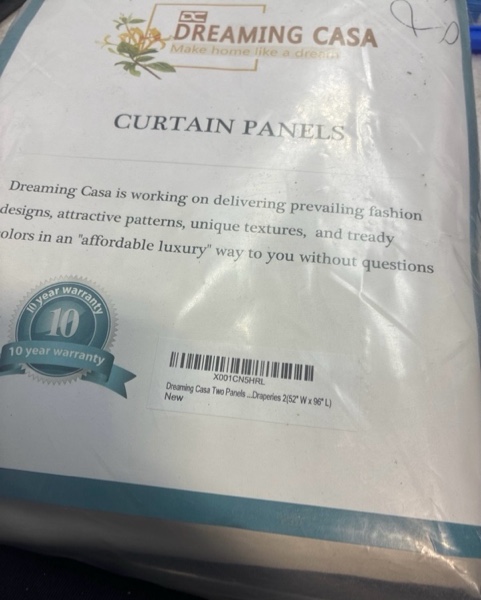 DC
DREAMING CASA
Make home like a dream
CURTAIN PANELS
Dreaming Casa is working on delivering prevailing fashion
designs, attractive patterns, unique textures, and tready
olors in an "affordable luxury" way to you without questions
10 year warranty
10
10 year warranty
X001CN5HRL
Dreaming Casa Two Panels ...Draperies 2(52" W x 96" L)
New